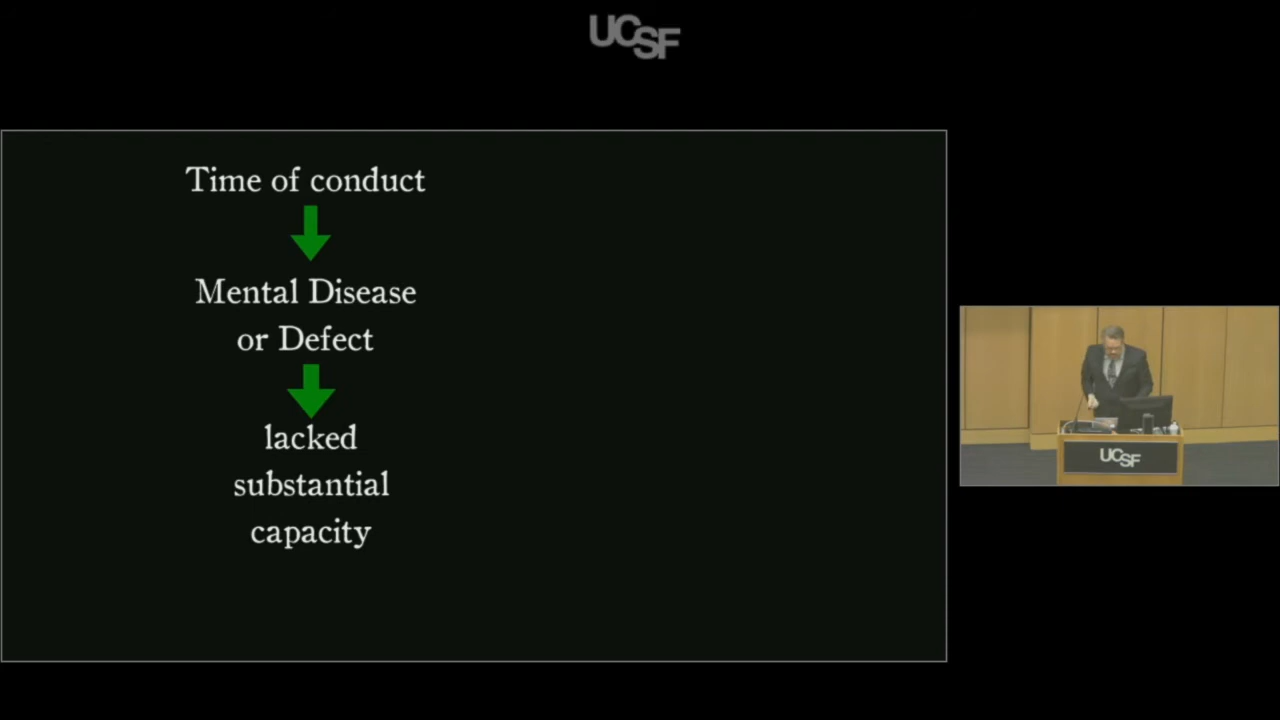 UCSF
Time of conduct
Mental Disease
or Defect
lacked
substantial
capacity
UCSF